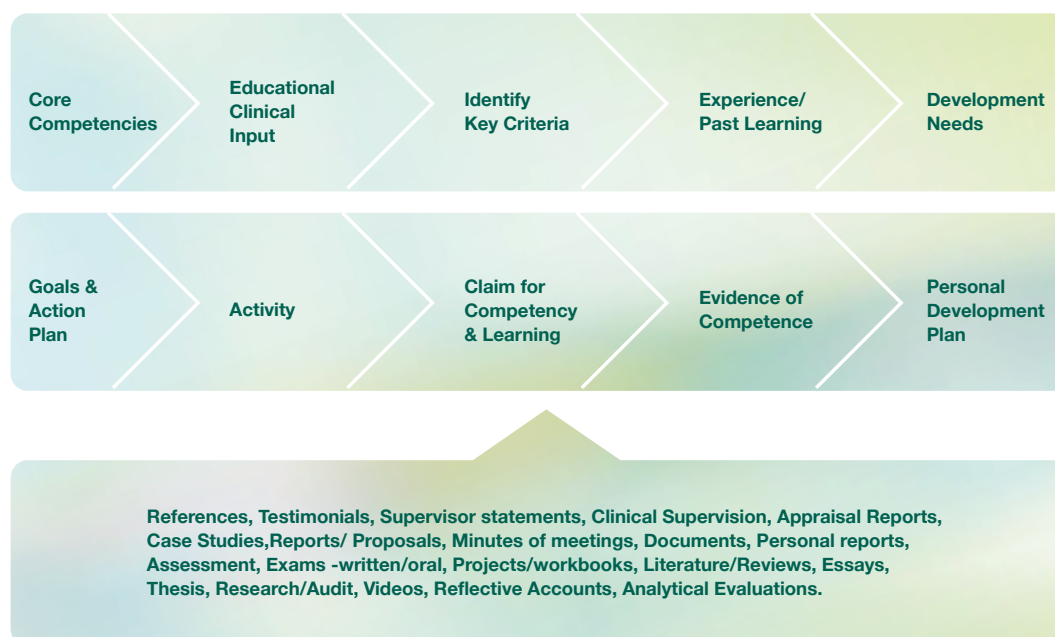 Core
Competencies
Educational
Clinical
Input
Identify
Key Criteria
Experience/
Past Learning
Development
Needs
Goals &
Action
Plan
Activity
Claim for
Competency
& Learning
Evidence of
Competence
Personal
Development
Plan
References, Testimonials, Supervisor statements, Clinical Supervision, Appraisal Reports,
Case Studies,Reports/ Proposals, Minutes of meetings, Documents, Personal reports,
Assessment, Exams -written/oral, Projects/workbooks, Literature/Reviews, Essays,
Thesis, Research/Audit, Videos, Reflective Accounts, Analytical Evaluations.